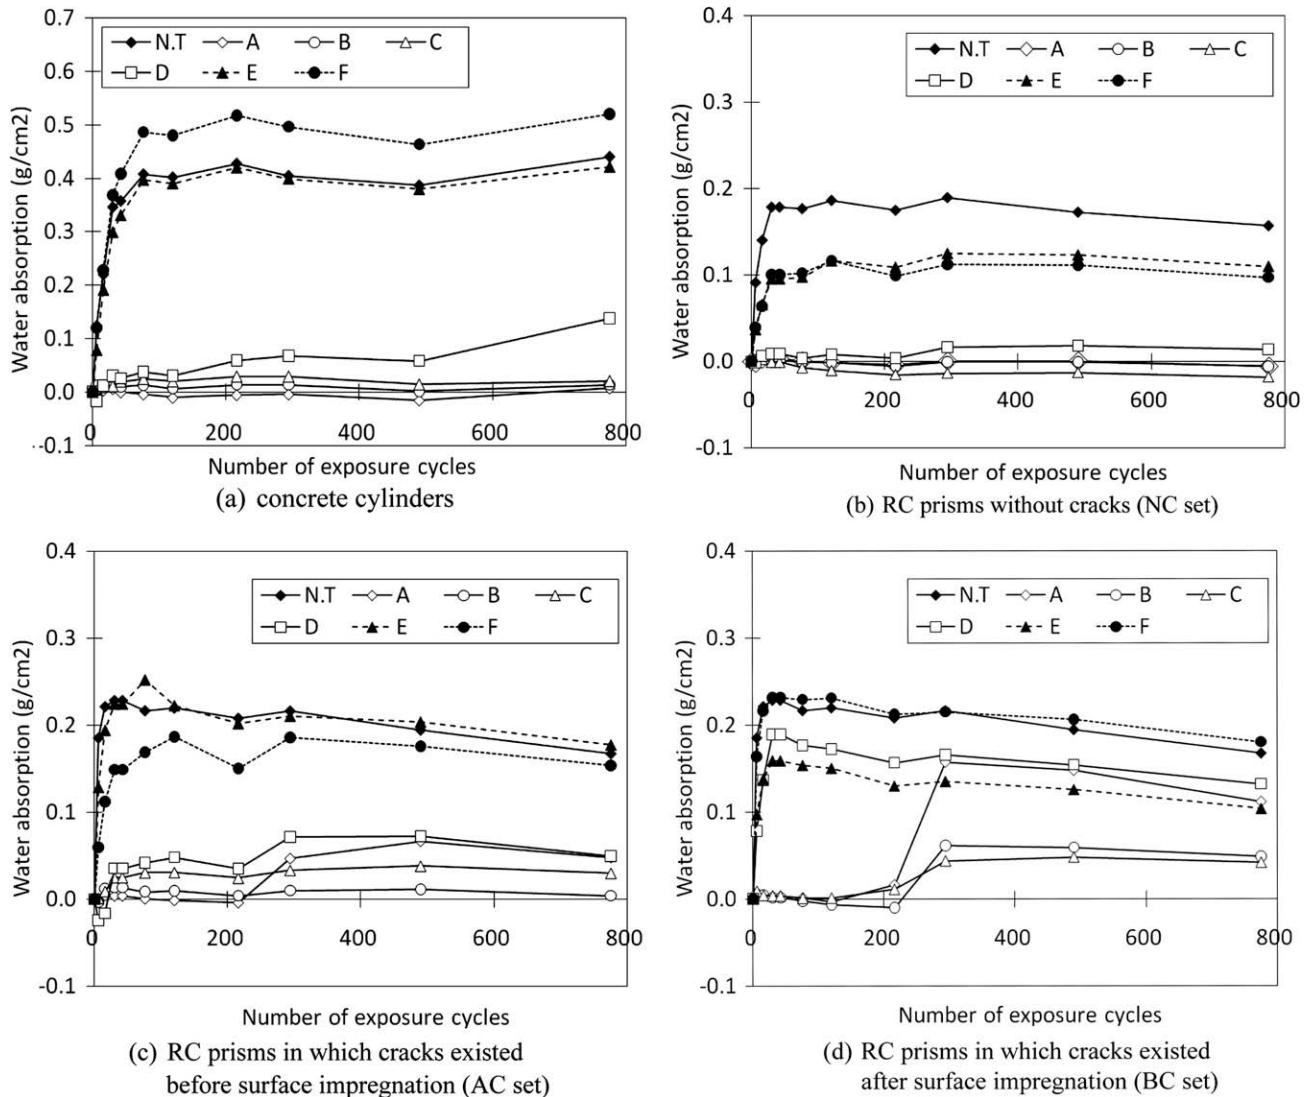 0.7
0.6
0.5
0.4
0.3
0.2
0.1
0.0
-0.1
Water absorption (g/cm2)
N.T A B C
D E F
0 200 400 600 800
Number of exposure cycles
(a) concrete cylinders
0.4
0.3
0.2
0.1
0.0
-0.1
Water absorption (g/cm2)
N.T A B C
D E F
0 200 400 600 800
Number of exposure cycles
(b) RC prisms without cracks (NC set)
0.4
0.3
0.2
0.1
0.0
-0.1
Water absorption (g/cm2)
N.T A B C
D E F
0 200 400 600 800
Number of exposure cycles
(c) RC prisms in which cracks existed
before surface impregnation (AC set)
0.4
0.3
0.2
0.1
0.0
-0.1
Water absorption (g/cm2)
N.T A B C
D E F
0 200 400 600 800
Number of exposure cycles
(d) RC prisms in which cracks existed
after surface impregnation (BC set)